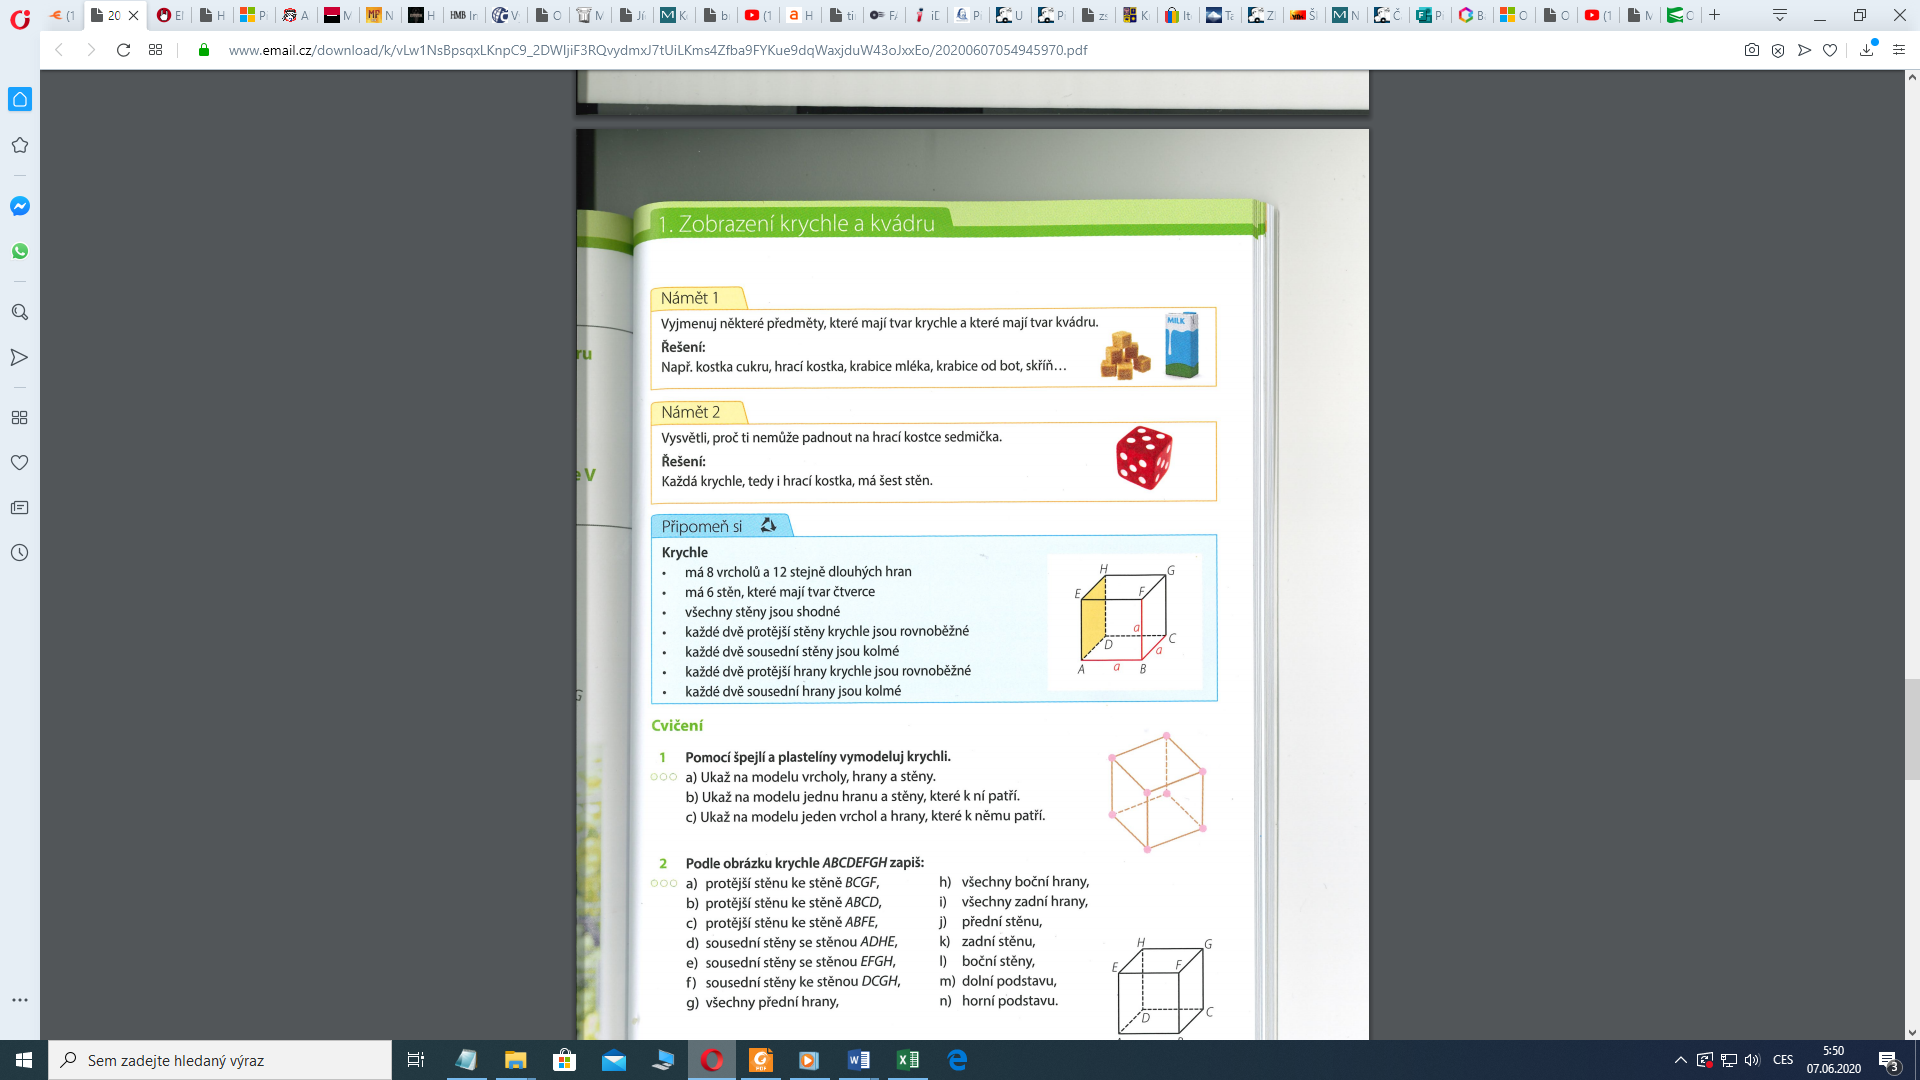 www.email.cz/download/k/vLw1NsBpsqxLKnpC9_2DWIjiF3RQvydmxJ7tUiLKms4Zfba9FYKue9dqWaxjduW43oJxxEo/20200607054945970.pdf
1. Zobrazení krychle a kvádru
Námět 1
Vyjmenuj některé předměty, které mají tvar krychle a které mají tvar kvádru.
Řešení:
Např. kostka cukru, hrací kostka, krabice mléka, krabice od bot, skříň…
MILK
Námět 2
Vysvětli, proč ti nemůže padnout na hrací kostce sedmička.
Řešení:
Každá krychle, tedy i hrací kostka, má šest stěn.
Připomeň si
Krychle
• má 8 vrcholů a 12 stejně dlouhých hran
• má 6 stěn, které mají tvar čtverce
• všechny stěny jsou shodné
• každé dvě protější stěny krychle jsou rovnoběžné
• každé dvě sousední stěny jsou kolmé
• každé dvě protější hrany krychle jsou rovnoběžné
• každé dvě sousední hrany jsou kolmé
H G
E F
a
D C
a
A a B
Cvičení
1 Pomocí špejlí a plastelíny vymodeluj krychli.
a) Ukaž na modelu vrcholy, hrany a stěny.
b) Ukaž na modelu jednu hranu a stěny, které k ní patří.
c) Ukaž na modelu jeden vrchol a hrany, které k němu patří.
2 Podle obrázku krychle ABCDEFGH zapiš:
a) protější stěnu ke stěně BCGF,
b) protější stěnu ke stěně ABCD,
c) protější stěnu ke stěně ABFE,
d) sousední stěny se stěnou ADHE,
e) sousední stěny se stěnou EFGH,
f) sousední stěny ke stěnou DCGH,
g) všechny přední hrany,
h) všechny boční hrany,
i) všechny zadní hrany,
j) přední stěnu,
k) zadní stěnu,
l) boční stěny,
m) dolní podstavu,
n) horní podstavu.
H G
E F
D C
Sem zadejte hledaný výraz
CES
5:50
07.06.2020
3